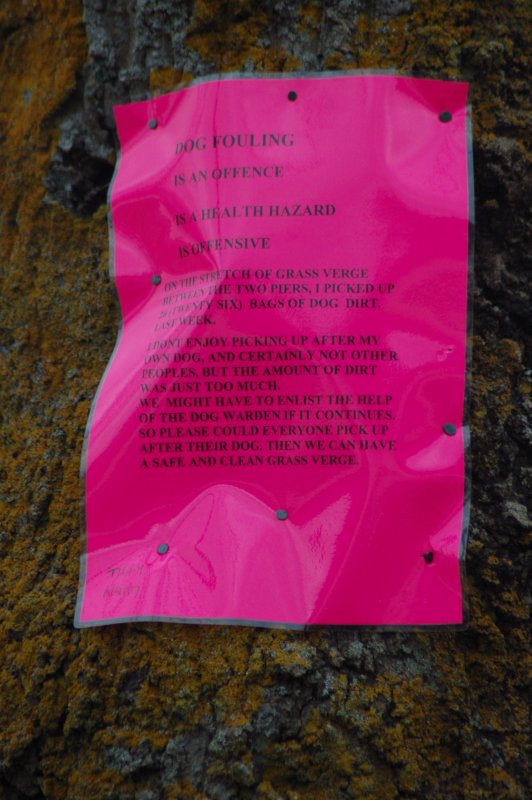 DOG FOULING
IS AN OFFENCE
IS A HEALTH HAZARD
IS OFFENSIVE
ON THE STRETCH OF GRASS VERGE
BETWEEN THE TWO PIERS, I PICKED UP
26 (TWENTY SIX) BAGS OF DOG DIRT.
LAST WEEK.
I DONT ENJOY PICKING UP AFTER MY
OWN DOG, AND CERTAINLY NOT OTHER
PEOPLES, BUT THE AMOUNT OF DIRT
WAS JUST TOO MUCH.
WE MIGHT HAVE TO ENLIST THE HELP
OF THE DOG WARDEN IF IT CONTINUES.
SO PLEASE COULD EVERYONE PICK UP
AFTER THEIR DOG. THEN WE CAN HAVE
A SAFE AND CLEAN GRASS VERGE.